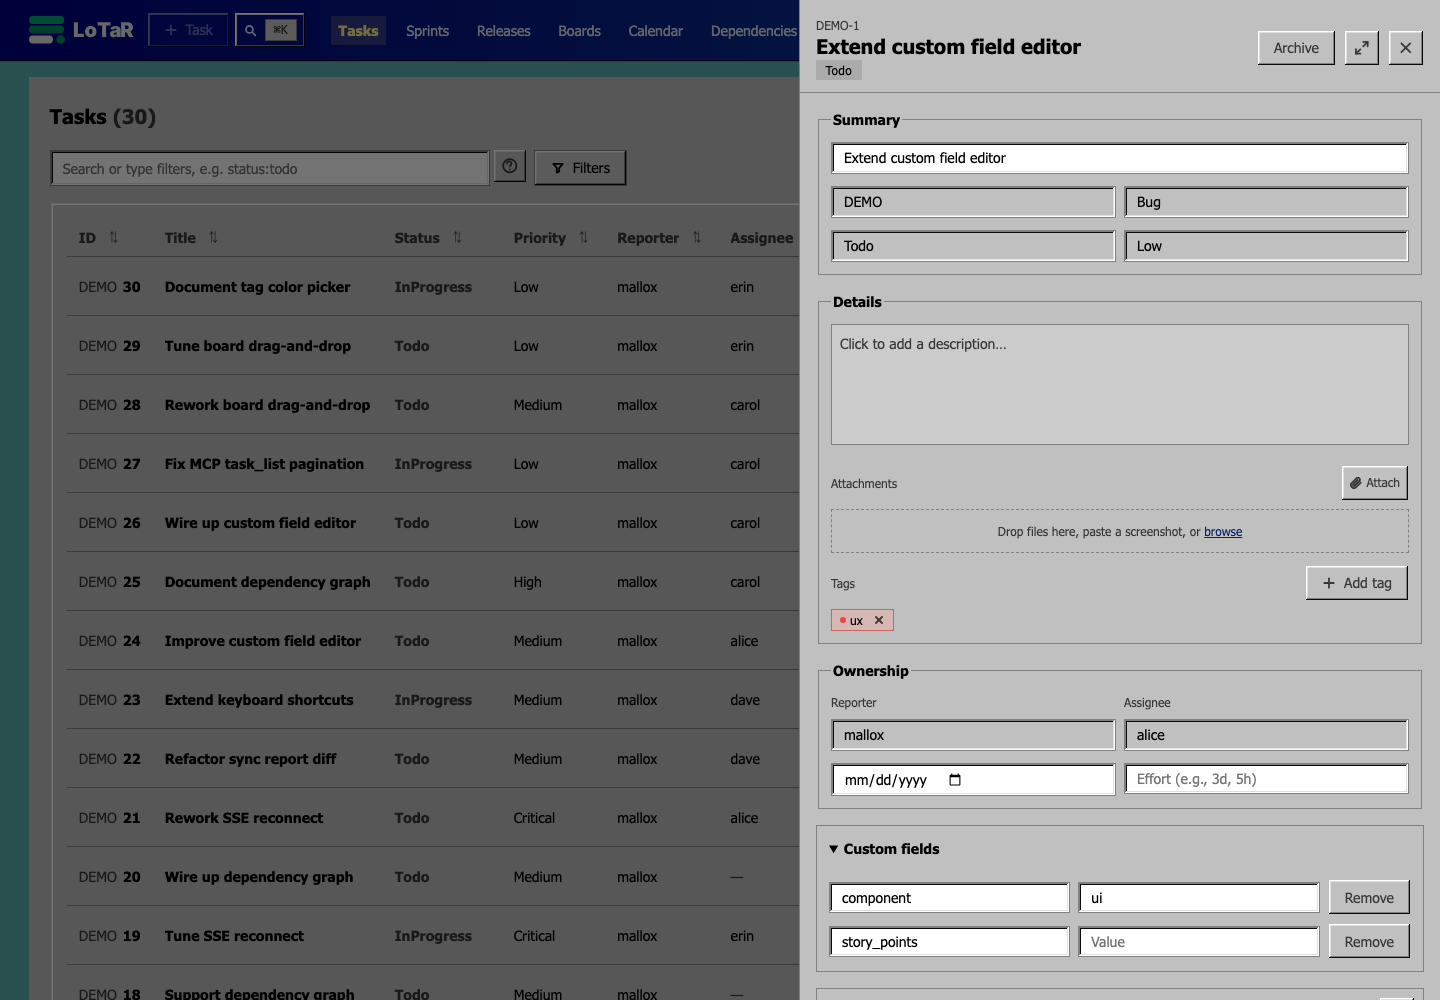 LoTaR
Task
⌘K
Tasks
Sprints
Releases
Boards
Calendar
Dependencies
Tasks (30)
Search or type filters, e.g. status:todo
Filters
ID Title Status Priority Reporter Assignee
DEMO 30 Document tag color picker InProgress Low mallox erin
DEMO 29 Tune board drag-and-drop Todo Low mallox erin
DEMO 28 Rework board drag-and-drop Todo Medium mallox carol
DEMO 27 Fix MCP task_list pagination InProgress Low mallox carol
DEMO 26 Wire up custom field editor Todo Low mallox carol
DEMO 25 Document dependency graph Todo High mallox carol
DEMO 24 Improve custom field editor Todo Medium mallox alice
DEMO 23 Extend keyboard shortcuts InProgress Medium mallox dave
DEMO 22 Refactor sync report diff Todo Medium mallox dave
DEMO 21 Rework SSE reconnect Todo Critical mallox alice
DEMO 20 Wire up dependency graph Todo Medium mallox —
DEMO 19 Tune SSE reconnect InProgress Critical mallox erin
DEMO 18 Support dependency graph Todo Medium mallox —
DEMO-1
Extend custom field editor
Todo
Archive
Summary
Extend custom field editor
DEMO Bug
Todo Low
Details
Click to add a description...
Attachments Attach
Drop files here, paste a screenshot, or browse
Tags Add tag
ux
Ownership
Reporter Assignee
mallox alice
mm/dd/yyyy Effort (e.g., 3d, 5h)
Custom fields
component ui Remove
story_points Value Remove